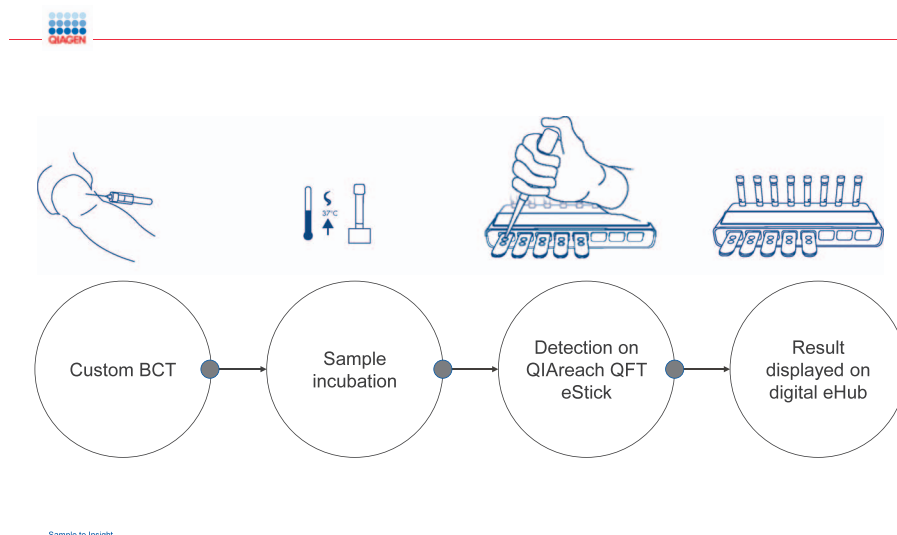 QIAGEN
37°C
Custom BCT
Sample
incubation
Detection on
QIAreach QFT
eStick
Result
displayed on
digital eHub
Sample to Insight